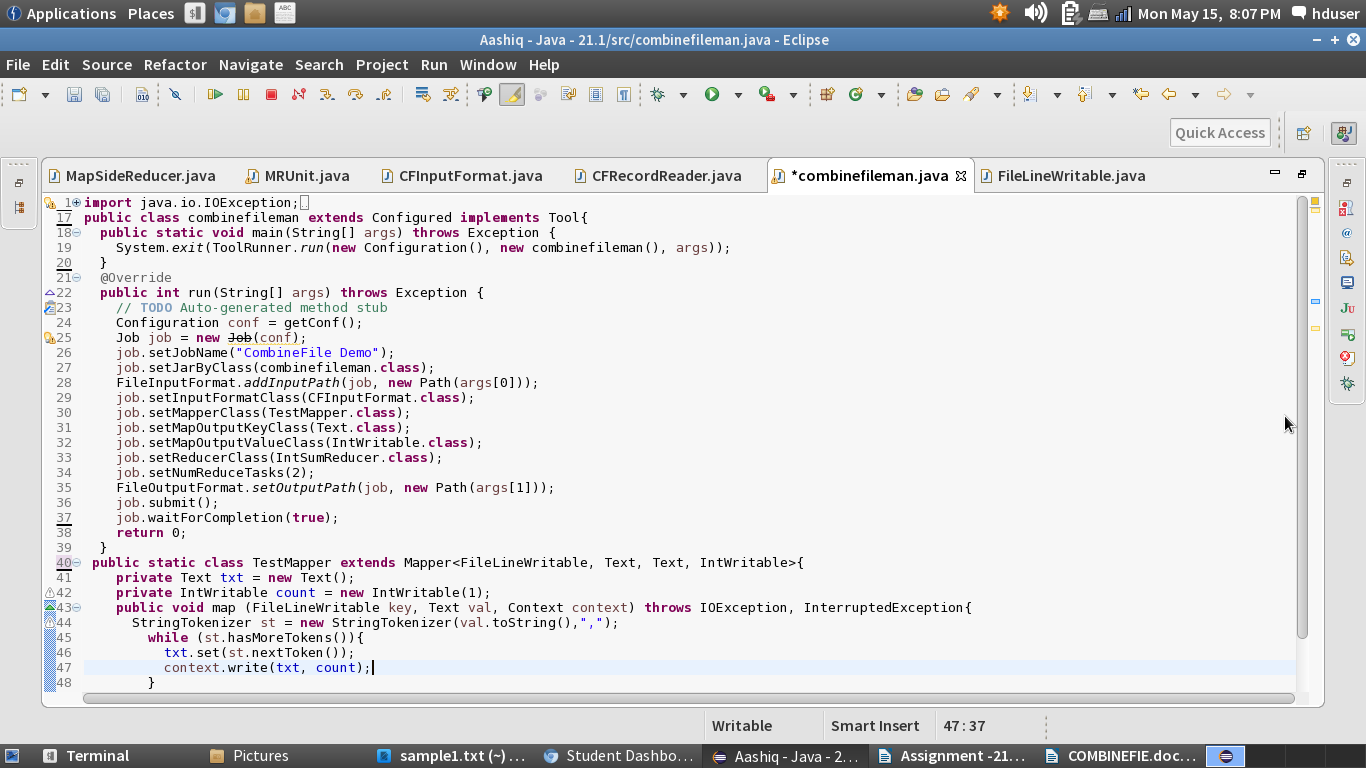 Applications Places Mon May 15, 8:07 PM hduser
Aashiq - Java - 21.1/src/combinefileman.java - Eclipse
File Edit Source Refactor Navigate Search Project Run Window Help
Quick Access
MapSideReducer.java MRUnit.java CFInputFormat.java CFRecordReader.java *combinefileman.java FileLineWritable.java
1 import java.io.IOException;
17 public class combinefileman extends Configured implements Tool{
18 public static void main(String[] args) throws Exception {
19 System.exit(ToolRunner.run(new Configuration(), new combinefileman(), args));
20 }
21 @Override
22 public int run(String[] args) throws Exception {
23 // TODO Auto-generated method stub
24 Configuration conf = getConf();
25 Job job = new Job(conf);
26 job.setJobName("CombineFile Demo");
27 job.setJarByClass(combinefileman.class);
28 FileInputFormat.addInputPath(job, new Path(args[0]));
29 job.setInputFormatClass(CFInputFormat.class);
30 job.setMapperClass(TestMapper.class);
31 job.setMapOutputKeyClass(Text.class);
32 job.setMapOutputValueClass(IntWritable.class);
33 job.setReducerClass(IntSumReducer.class);
34 job.setNumReduceTasks(2);
35 FileOutputFormat.setOutputPath(job, new Path(args[1]));
36 job.submit();
37 job.waitForCompletion(true);
38 return 0;
39 }
40 public static class TestMapper extends Mapper<FileLineWritable, Text, Text, IntWritable>{
41 private Text txt = new Text();
42 private IntWritable count = new IntWritable(1);
43 public void map (FileLineWritable key, Text val, Context context) throws IOException, InterruptedException{
44 StringTokenizer st = new StringTokenizer(val.toString(),",");
45 while (st.hasMoreTokens()){
46 txt.set(st.nextToken());
47 context.write(txt, count);
48 }
Writable Smart Insert 47 : 37
Terminal Pictures sample1.txt (~) ... Student Dashbo... Aashiq - Java - 2... Assignment -21... COMBINEFIE.doc...